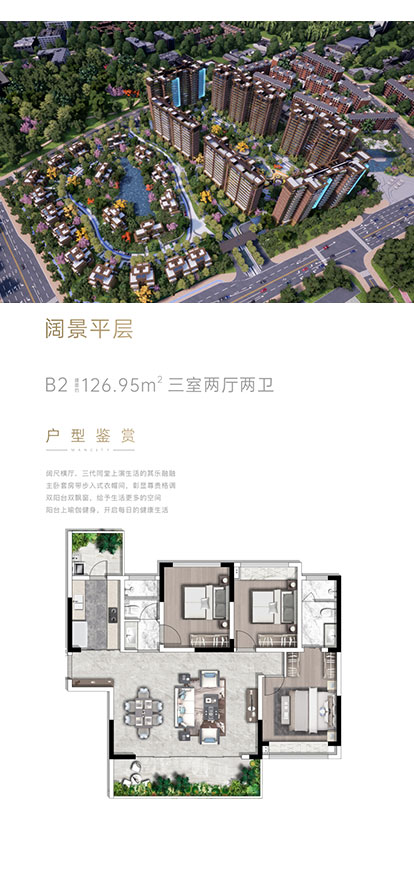 阔景平层
B2 建面约 126.95m² 三室两厅两卫
户型鉴赏
阔尺横厅，三代同堂上演生活的其乐融融
主卧套房带步入式衣帽间，彰显尊贵格调
双阳台双飘窗，给予生活更多的空间
阳台上瑜伽健身，开启每日的健康生活